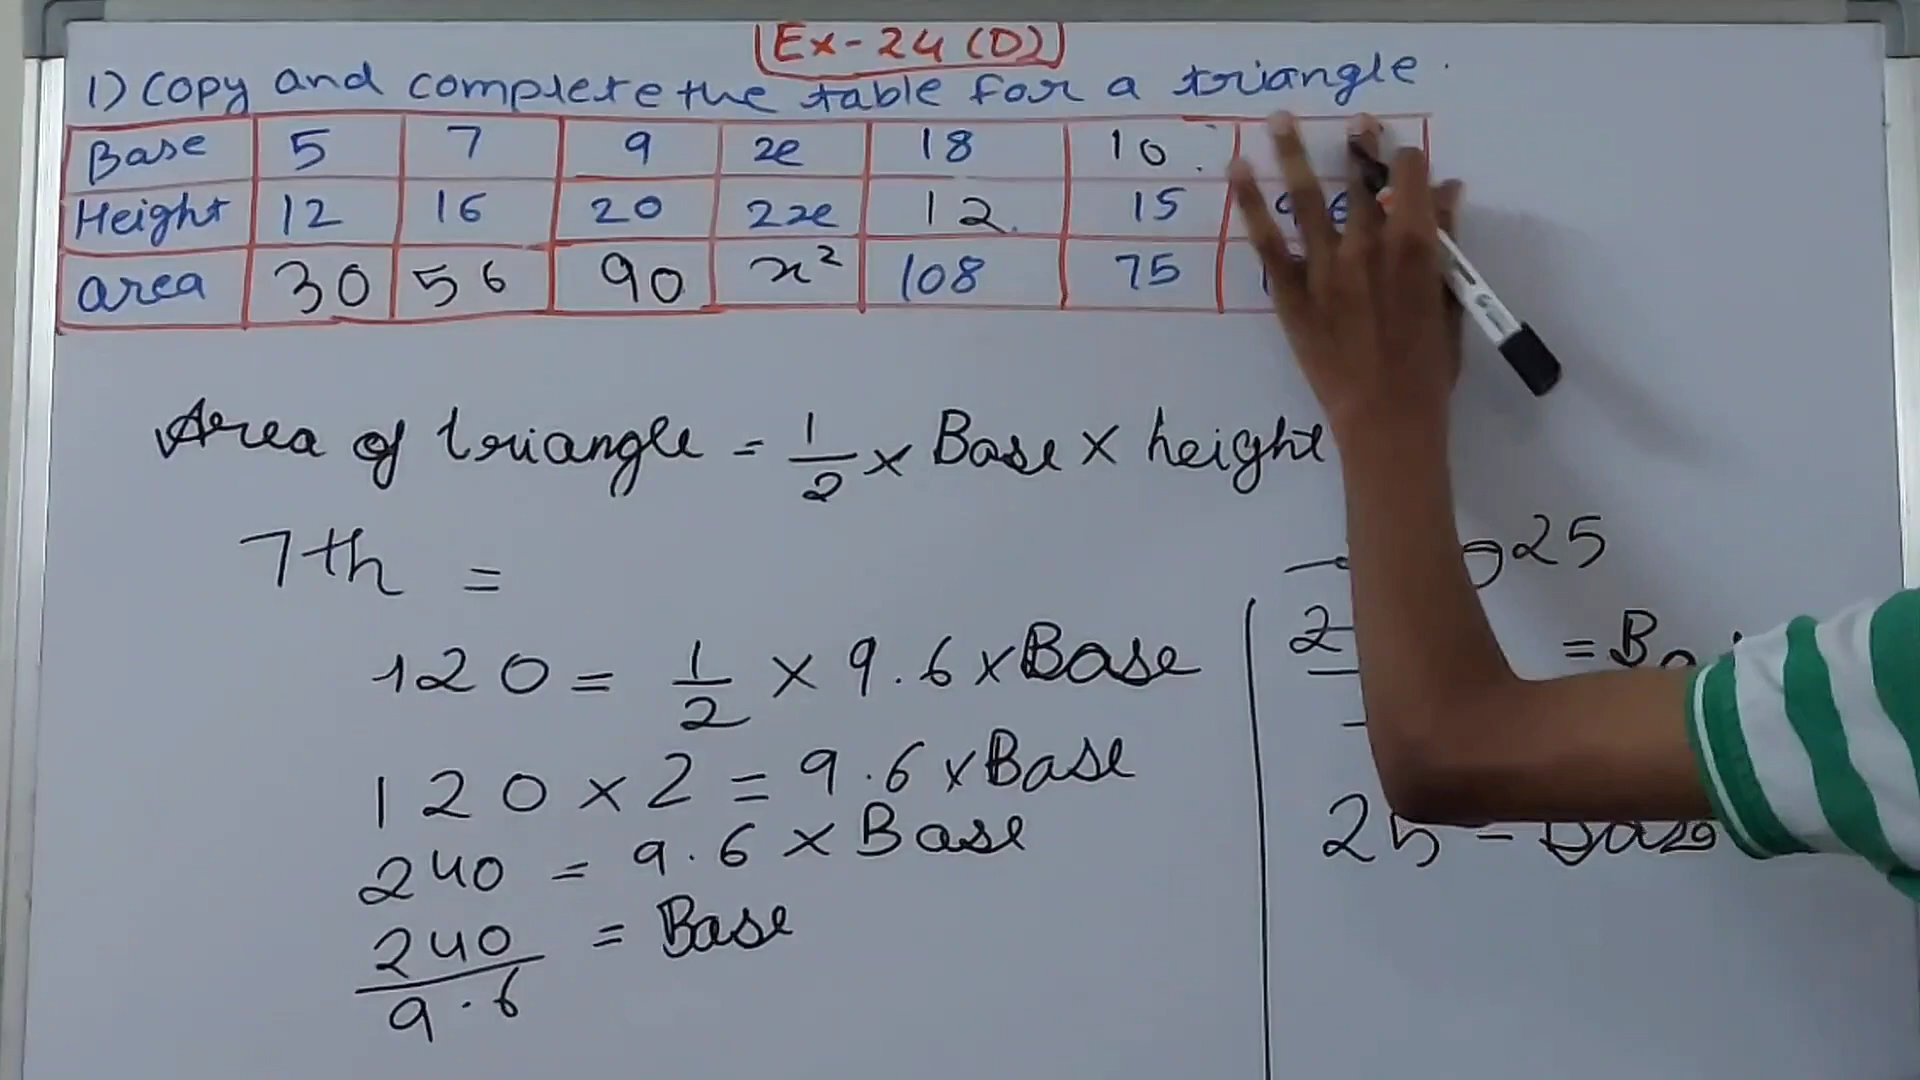 Ex-24 (D)
1) Copy and complete the table for a triangle.
Base 5 7 9 x 18 10
Height 12 16 20 2x 12 15
area 30 56 90 x² 108 75
Area of triangle = 1/2 × Base × height
7th =
120 = 1/2 × 9.6 × Base
120 × 2 = 9.6 × Base
240 = 9.6 × Base
240/9.6 = Base
25
2 =
25 = Base